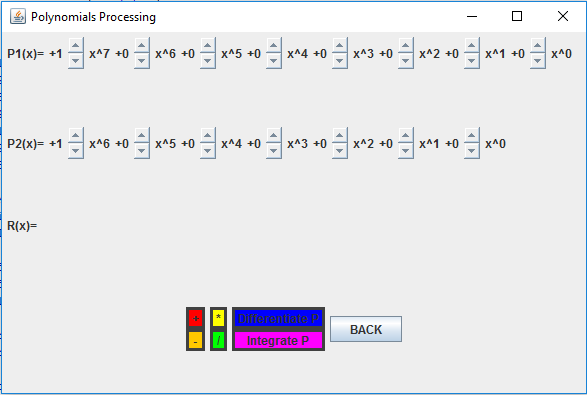 Polynomials Processing
P1(x)= +1 x^7 +0 x^6 +0 x^5 +0 x^4 +0 x^3 +0 x^2 +0 x^1 +0 x^0
P2(x)= +1 x^6 +0 x^5 +0 x^4 +0 x^3 +0 x^2 +0 x^1 +0 x^0
R(x)=
+ * Differentiate P
- / Integrate P
BACK